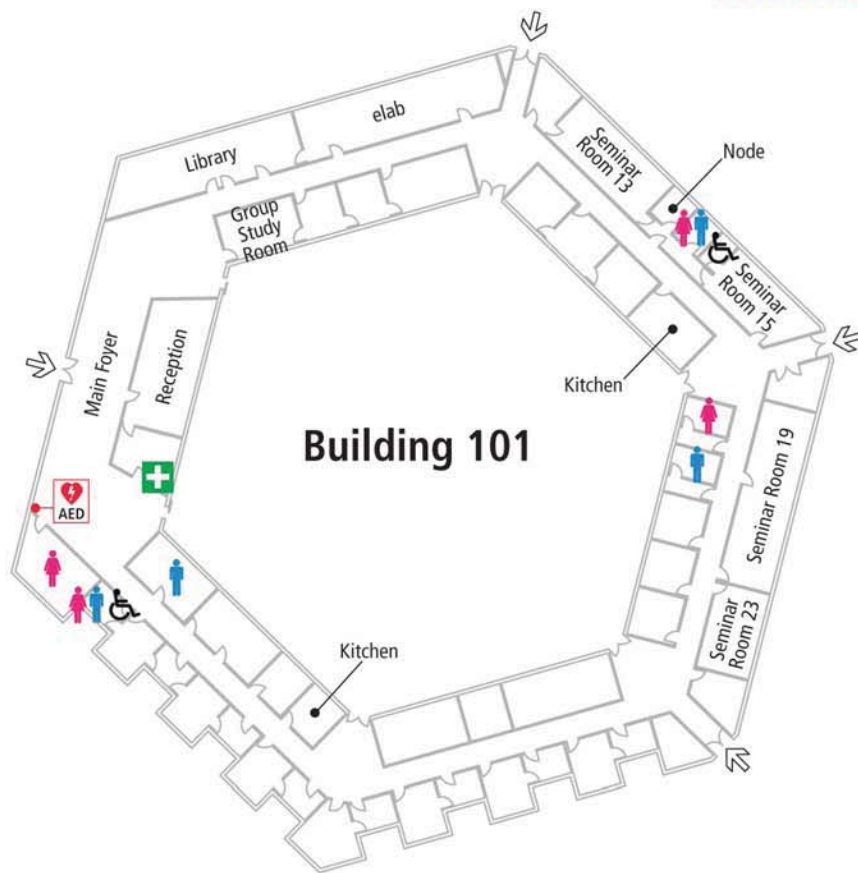 elab
Library
Seminar
Room 13
Node
Group
Study
Room
Seminar
Room 15
Main Foyer
Reception
Kitchen
Building 101
Seminar Room 19
AED
Seminar
Room 23
Kitchen